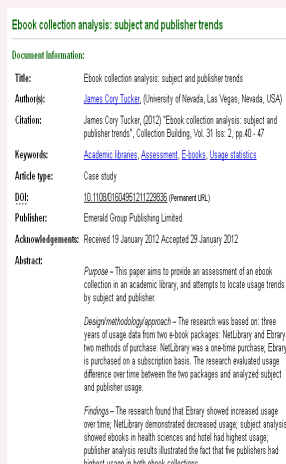 Ebook collection analysis: subject and publisher trends
Document Information:
Title: Ebook collection analysis: subject and publisher trends
Author(s): James Cory Tucker, (University of Nevada, Las Vegas, Nevada, USA)
Citation: James Cory Tucker, (2012) "Ebook collection analysis: subject and
publisher trends", Collection Building, Vol. 31 Iss: 2, pp.40 - 47
Keywords: Academic libraries, Assessment, E-books, Usage statistics
Article type: Case study
DOI: 10.1108/01604951211229836 (Permanent URL)
Publisher: Emerald Group Publishing Limited
Acknowledgements: Received 19 January 2012 Accepted 29 January 2012
Abstract:
Purpose – This paper aims to provide an assessment of an ebook
collection in an academic library, and attempts to locate usage trends
by subject and publisher.
Design/methodology/approach – The research was based on: three
years of usage data from two e-book packages: NetLibrary and Ebrary
two methods of purchase: NetLibrary was a one-time purchase; Ebrary
is purchased on a subscription basis. The research evaluated usage
difference over time between the two packages and analyzed subject
and publisher usage.
Findings – The research found that Ebrary showed increased usage
over time; NetLibrary demonstrated decreased usage; subject analysis
showed ebooks in health sciences and hotel had highest usage;
publisher analysis results illustrated the fact that five publishers had
highest usage in both ebook collections.